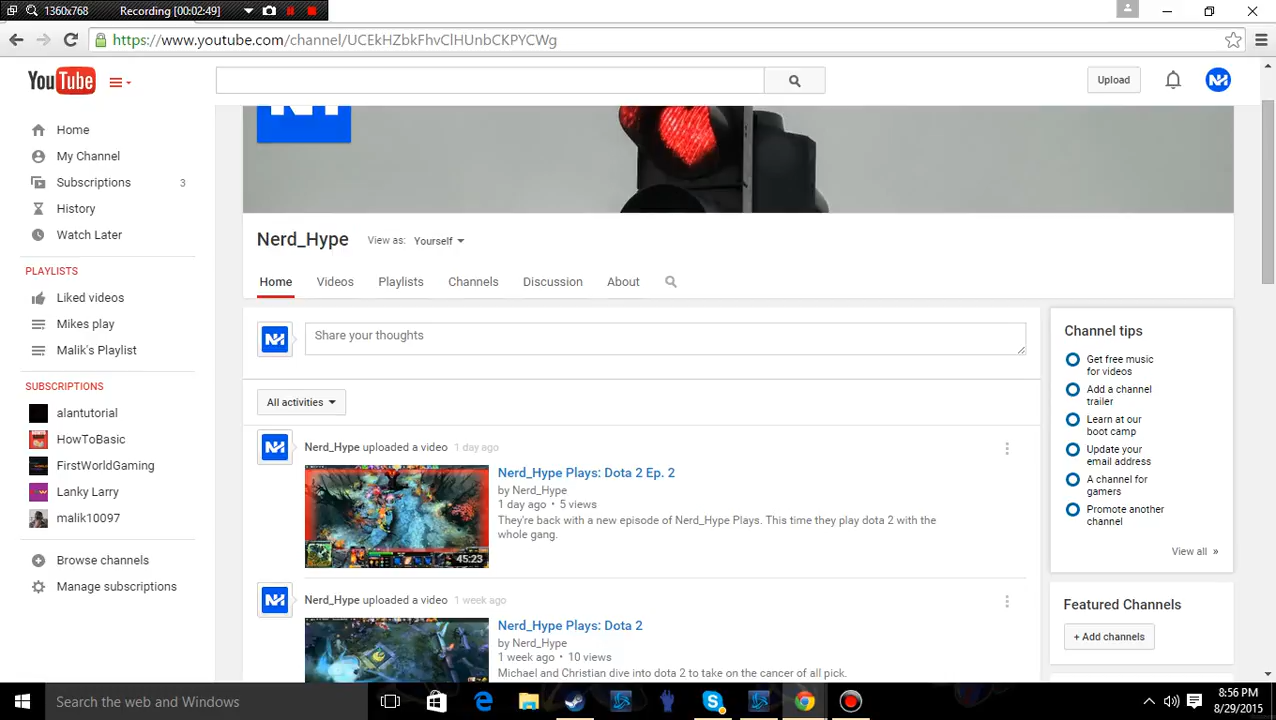 1360x768
Recording [00:02:49]
https://www.youtube.com/channel/UCEkHZbkFhvClHUnbCKPYCWg
YouTube
Upload
NH
Home
My Channel
Subscriptions 3
History
Watch Later
PLAYLISTS
Liked videos
Mikes play
Malik's Playlist
SUBSCRIPTIONS
alantutorial
HowToBasic
FirstWorldGaming
Lanky Larry
malik10097
Browse channels
Manage subscriptions
Nerd_Hype View as: Yourself
Home Videos Playlists Channels Discussion About
NH
Share your thoughts
All activities
NH
Nerd_Hype uploaded a video 1 day ago
Nerd_Hype Plays: Dota 2 Ep. 2
by Nerd_Hype
1 day ago • 5 views
They're back with a new episode of Nerd_Hype Plays. This time they play dota 2 with the
whole gang.
45:23
NH
Nerd_Hype uploaded a video 1 week ago
Nerd_Hype Plays: Dota 2
by Nerd_Hype
1 week ago • 10 views
Michael and Christian dive into dota 2 to take on the cancer of all pick.
Channel tips
Get free music
for videos
Add a channel
trailer
Learn at our
boot camp
Update your
email address
A channel for
gamers
Promote another
channel
View all »
Featured Channels
+ Add channels
Search the web and Windows
8:56 PM
8/29/2015